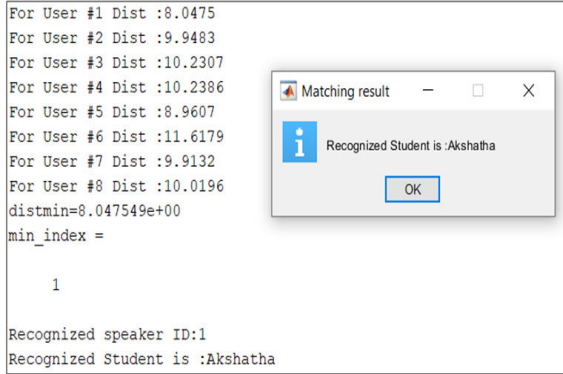 For User #1 Dist :8.0475
For User #2 Dist :9.9483
For User #3 Dist :10.2307
For User #4 Dist :10.2386
For User #5 Dist :8.9607
For User #6 Dist :11.6179
For User #7 Dist :9.9132
For User #8 Dist :10.0196
distmin=8.047549e+00
min_index =
1
Recognized speaker ID:1
Recognized Student is :Akshatha
Matching result
Recognized Student is :Akshatha
OK